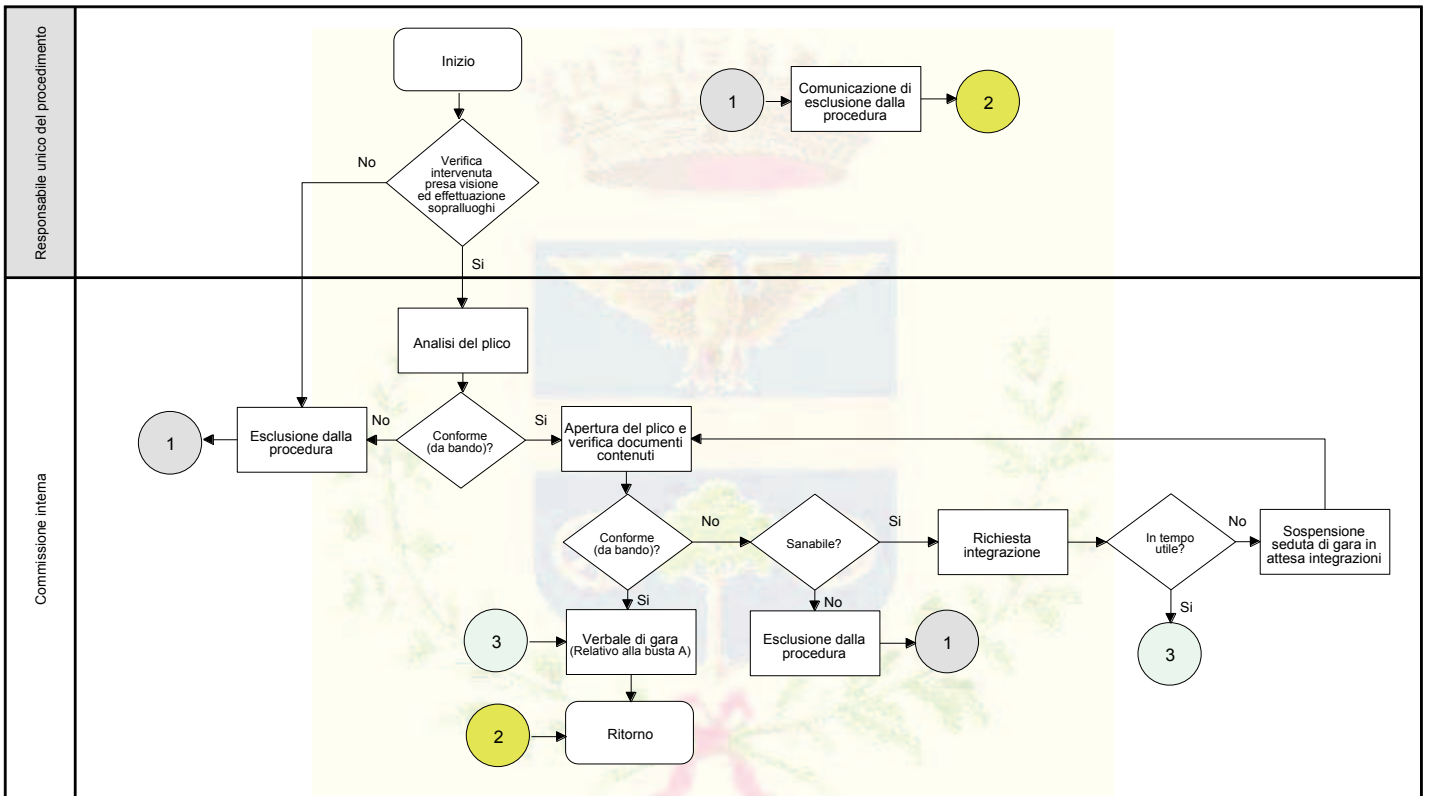 Responsabile unico del procedimento
Inizio
1
Comunicazione di
esclusione dalla
procedura
2
No
Verifica
intervenuta
presa visione
ed effettuazione
sopralluoghi
Si
Commissione interna
Analisi del plico
1
Esclusione dalla
procedura
No
Conforme
(da bando)?
Si
Apertura del plico e
verifica documenti
contenuti
Conforme
(da bando)?
No
Sanabile?
Si
Richiesta
integrazione
In tempo
utile?
No
Sospensione
seduta di gara in
attesa integrazioni
Si
No
Si
3
Verbale di gara
(Relativo alla busta A)
Esclusione dalla
procedura
1
3
2
Ritorno